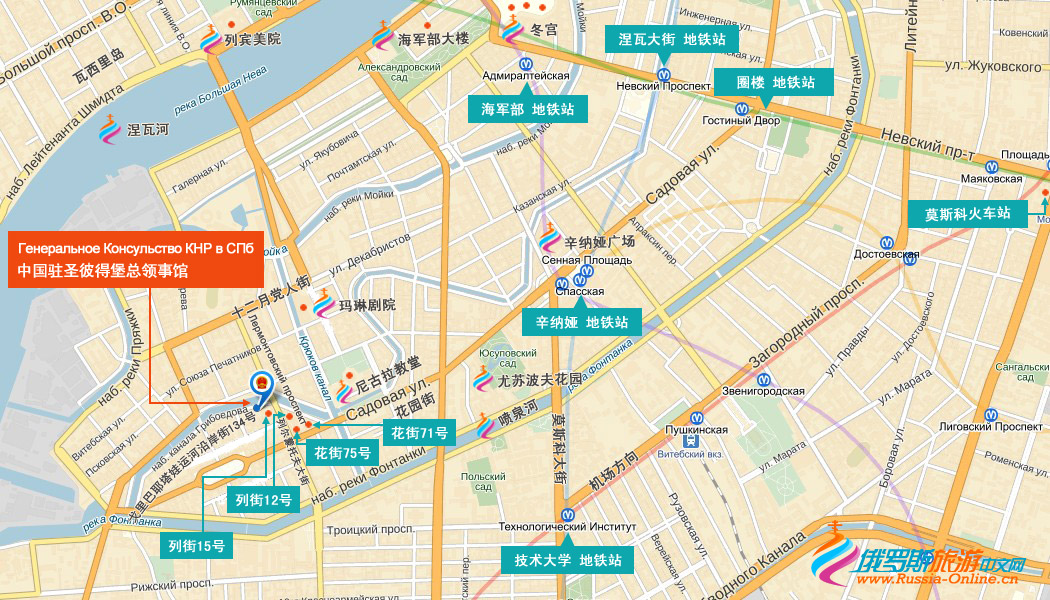 Румянцевский
сад
Большой просп. В.О.
я линия В.О.
列宾美院
海军部大楼
冬宫
Инженерная ул.
Литейн
Ковенский
涅瓦大街 地铁站
瓦西里岛
Александровский
сад
Адмиралтейская
Невский Проспект
圈楼 地铁站
ул. Жуковского
река Большая Нева
海军部 地铁站
Гостиный Двор
наб. реки Фонтанки
наб. Лейтенанта Шмидта
涅瓦河
ул. Якубовича
Почтамтская ул.
Галерная ул.
наб. реки Мойки
наб. реки Мо
Невский пр-т
Площадь
Маяковская
Садовая ул.
Казанская ул.
莫斯科火车站
Генеральное Консульство КНР в СПб
中国驻圣彼得堡总领事馆
ул. Декабристов
辛纳娅广场
Сенная Площадь
Апраксин пер.
Достоевская
Спасская
十二月党人街
玛琳剧院
辛纳娅 地铁站
Загородный просп.
наб. реки Пряжки
Лермонтовский проспект
Крюков канал
ул. Союза Печатников
Юсуповский
сад
尤苏波夫花园
река Фонтанка
ул. Правды
ул. Достоевского
尼古拉教堂
Садовая ул.
花园街
Звенигородская
ул. Марата
Сангальский
сад
喷泉河
莫斯科大街
Пушкинская
Витебский вкз.
Лиговский Проспект
наб. канала Грибоедова
格里巴耶塔娃运河沿岸街134号
列尔蒙托夫大街
Витебская ул.
Псковская ул.
花街71号
花街75号
наб. реки Фонтанки
机场方向
ул. Марата
Боровая ул.
Роменская ул.
Польский
сад
列街12号
列街15号
река Фонтанка
Троицкий просп.
Технологический Институт
技术大学 地铁站
Рузовская ул.
Верейская ул.
водного Канала
Рижский просп.
俄罗斯旅游中文网
www.Russia-Online.cn